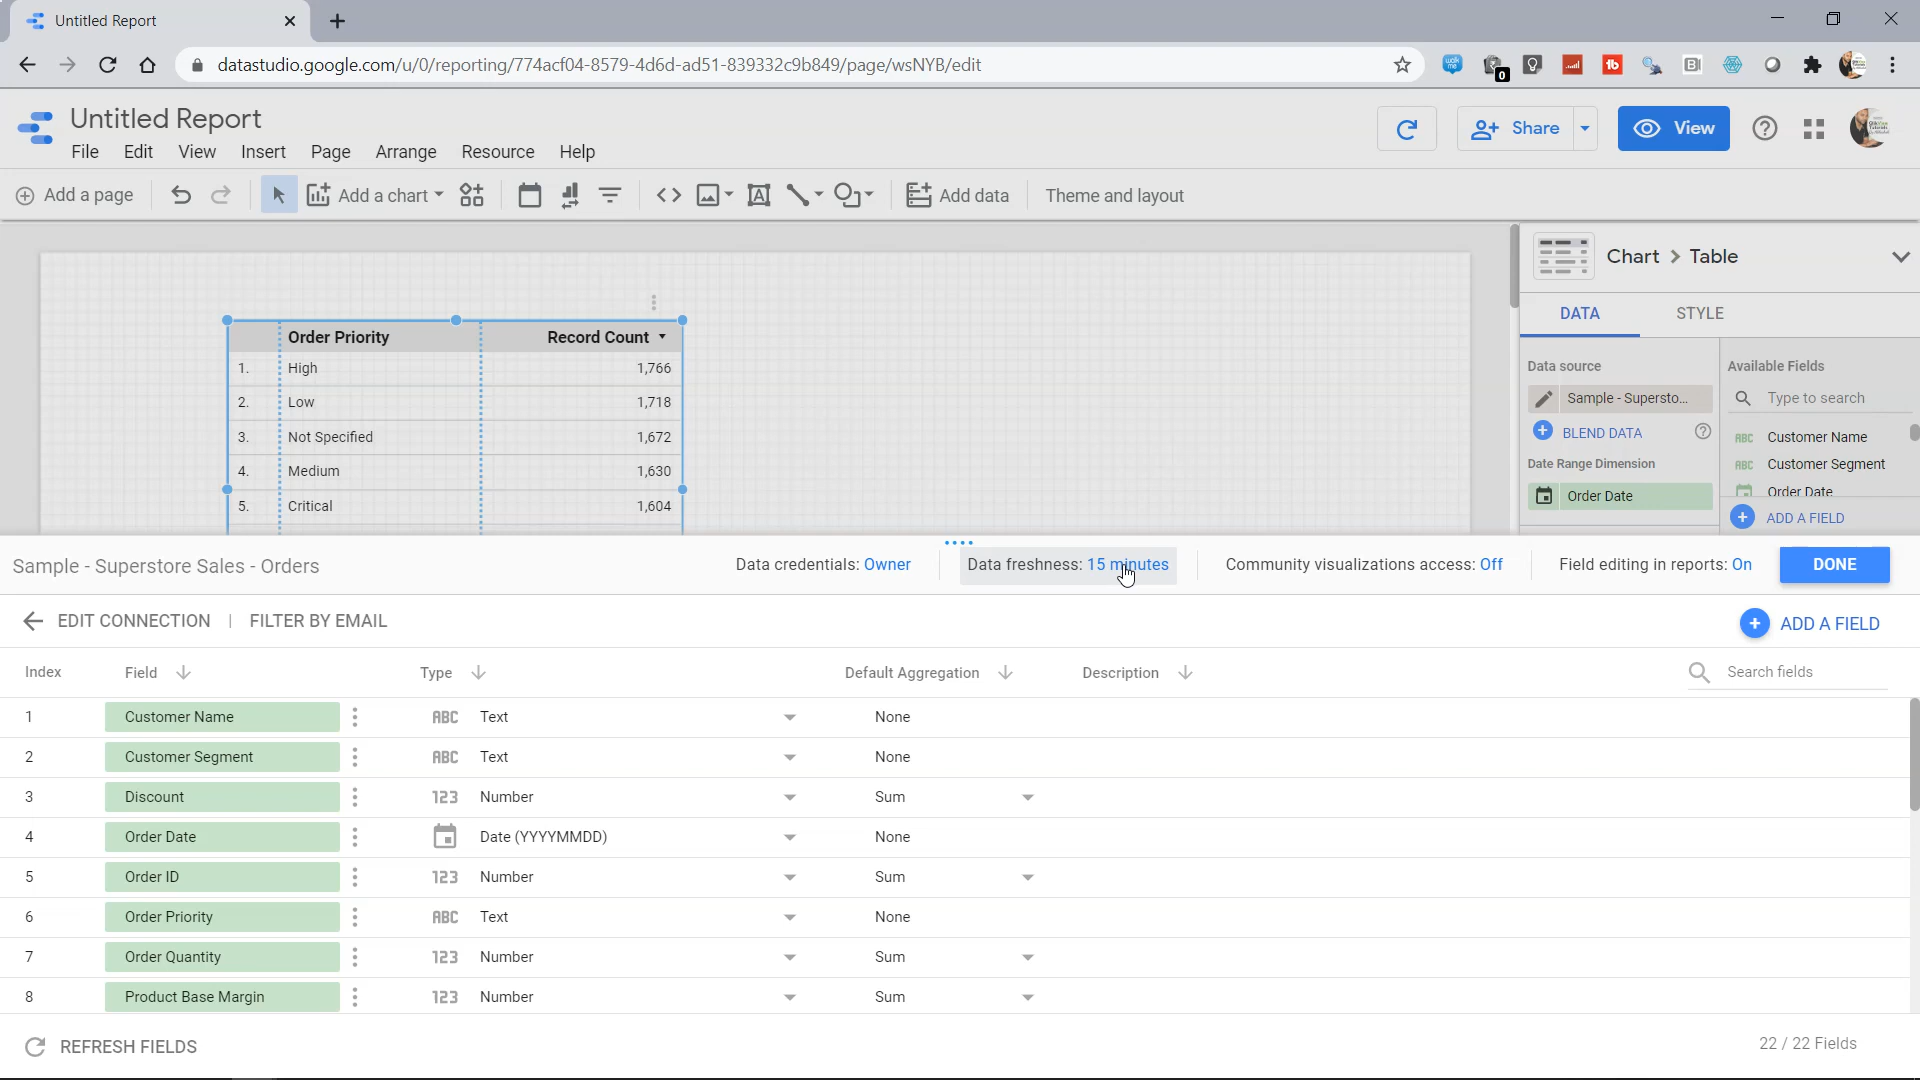 Untitled Report
datastudio.google.com/u/0/reporting/774acf04-8579-4d6d-ad51-839332c9b849/page/wsNYB/edit
0
Untitled Report
Share
View
File Edit View Insert Page Arrange Resource Help
Add a page
Add a chart
Add data
Theme and layout
Chart > Table
DATA STYLE
Order Priority Record Count
1. High 1,766
2. Low 1,718
3. Not Specified 1,672
4. Medium 1,630
5. Critical 1,604
Data source
Sample - Supersto...
BLEND DATA
Date Range Dimension
Order Date
Available Fields
Type to search
ABC Customer Name
ABC Customer Segment
Order Date
ADD A FIELD
Sample - Superstore Sales - Orders
Data credentials: Owner
Data freshness: 15 minutes
Community visualizations access: Off
Field editing in reports: On
DONE
EDIT CONNECTION | FILTER BY EMAIL
ADD A FIELD
Index Field Type Default Aggregation Description Search fields
1 Customer Name ABC Text None
2 Customer Segment ABC Text None
3 Discount 123 Number Sum
4 Order Date Date (YYYYMMDD) None
5 Order ID 123 Number Sum
6 Order Priority ABC Text None
7 Order Quantity 123 Number Sum
8 Product Base Margin 123 Number Sum
REFRESH FIELDS
22 / 22 Fields